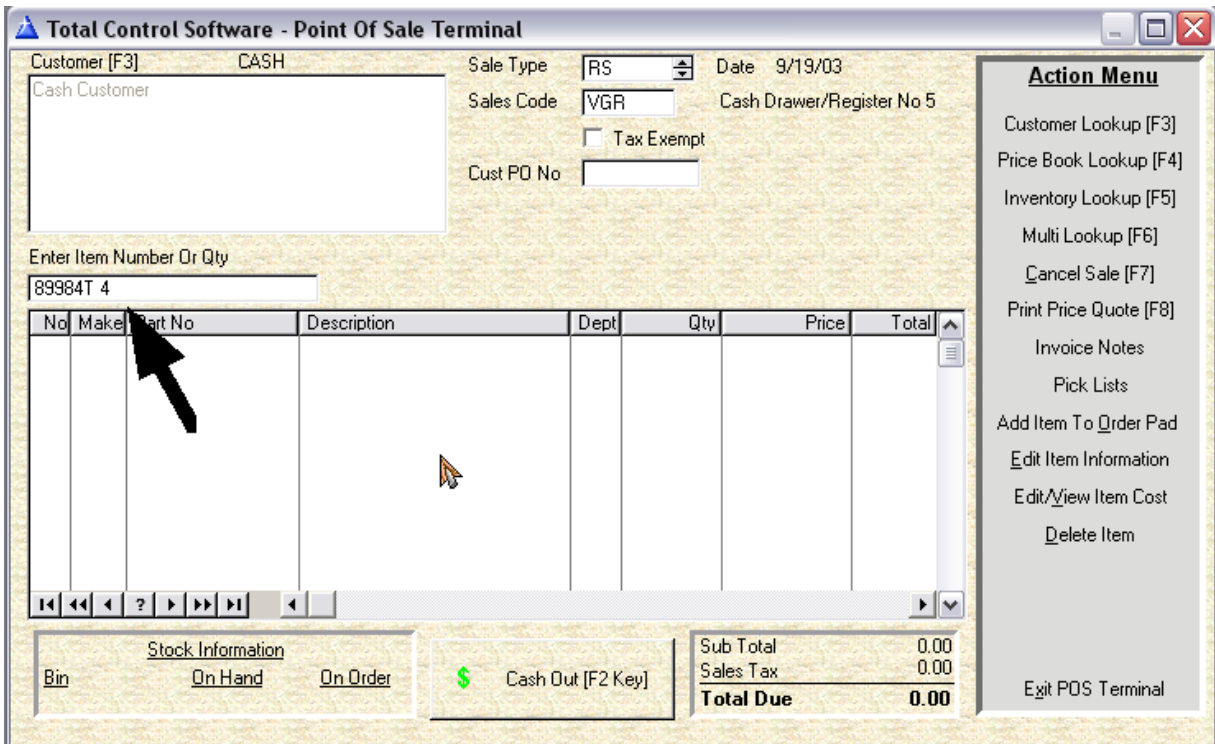 Total Control Software - Point Of Sale Terminal
Customer [F3] CASH
Cash Customer
Sale Type RS Date 9/19/03
Sales Code VGR Cash Drawer/Register No 5
Tax Exempt
Cust PO No
Enter Item Number Or Qty
89984T 4
No Make Part No Description Dept Qty Price Total
?
Stock Information
Bin On Hand On Order
$ Cash Out [F2 Key]
Sub Total 0.00
Sales Tax 0.00
Total Due 0.00
Action Menu
Customer Lookup [F3]
Price Book Lookup [F4]
Inventory Lookup [F5]
Multi Lookup [F6]
Cancel Sale [F7]
Print Price Quote [F8]
Invoice Notes
Pick Lists
Add Item To Order Pad
Edit Item Information
Edit/View Item Cost
Delete Item
Exit POS Terminal